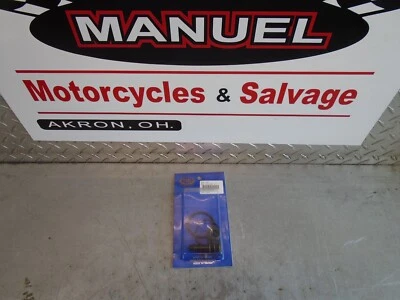 MANUEL
Motorcycles & Salvage
AKRON, OH.